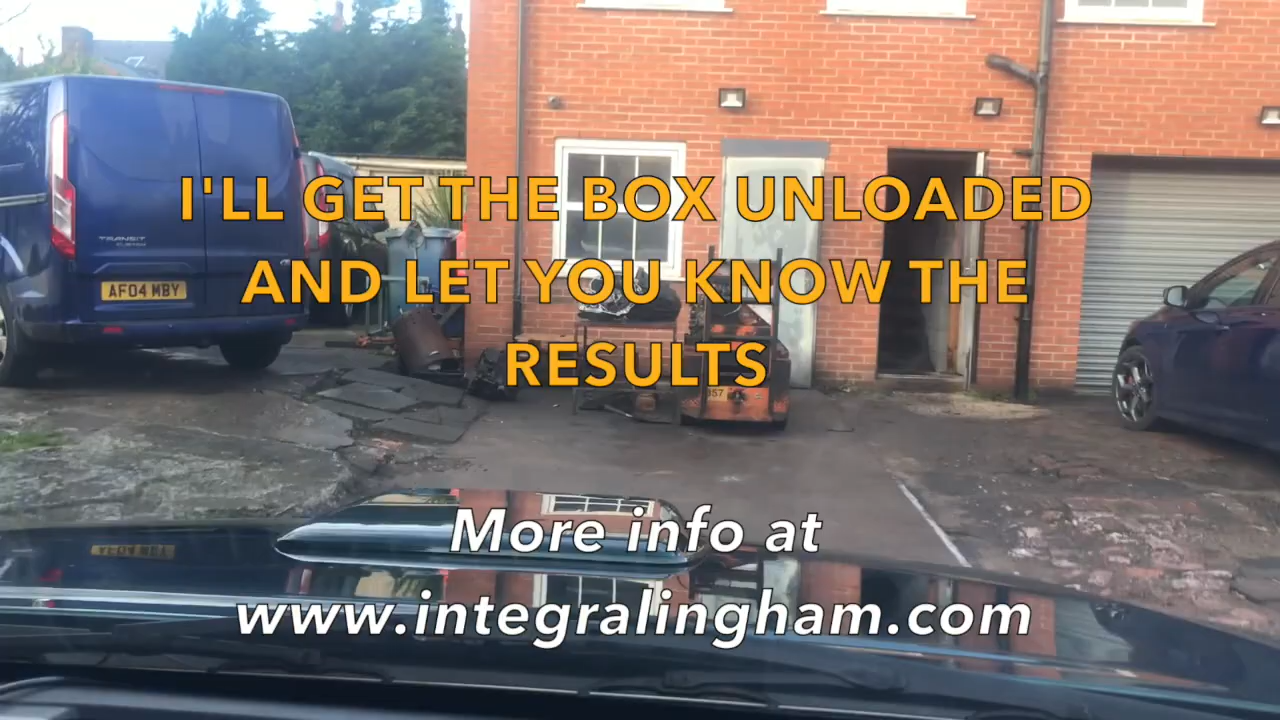 I'LL GET THE BOX UNLOADED
AND LET YOU KNOW THE
RESULTS
More info at
www.integralingham.com
TRANSIT
AF04 MBY